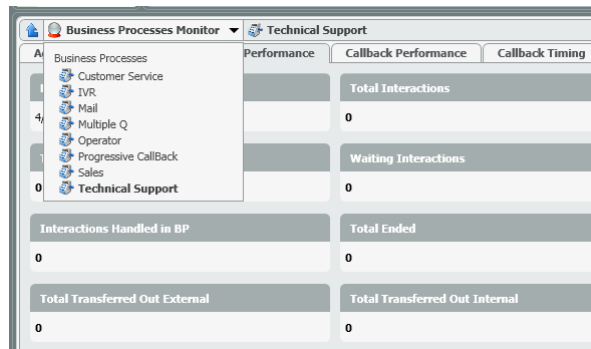 Business Processes Monitor Technical Support
A Performance Callback Performance Callback Timing
Business Processes
Customer Service
IVR
Mail
Multiple Q
Operator
Progressive CallBack
Sales
Technical Support
Total Interactions
4/ 0
Waiting Interactions
0 0
Interactions Handled in BP Total Ended
0 0
Total Transferred Out External Total Transferred Out Internal
0 0